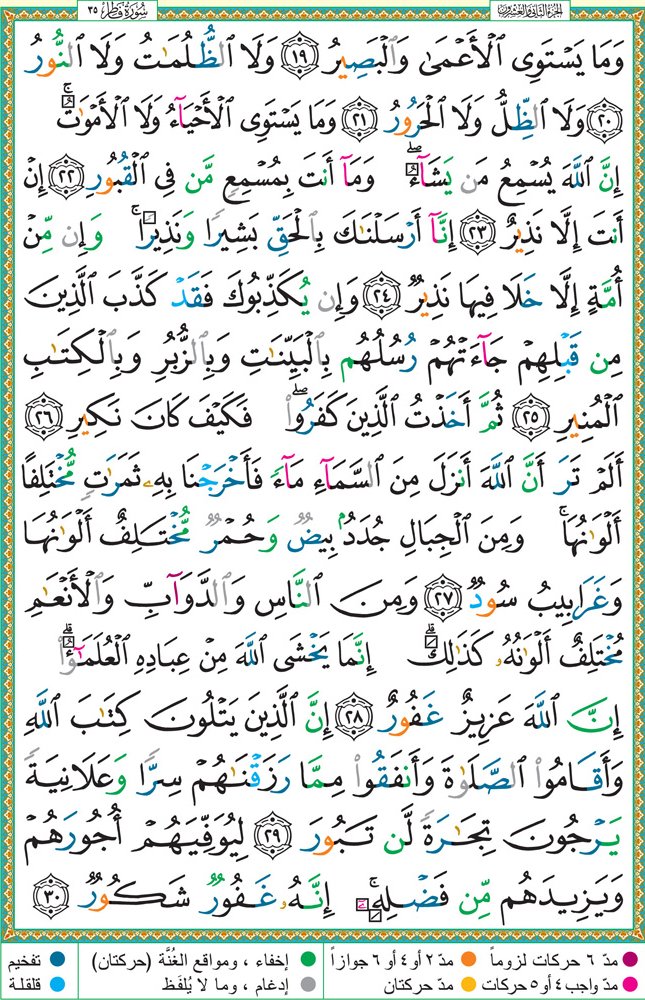 الجزء الثاني والعشرون
سورة فاطر ٣٥
وَمَا يَسْتَوِى ٱلْأَعْمَىٰ وَٱلْبَصِيرُ ١٩ وَلَا ٱلظُّلُمَٰتُ وَلَا ٱلنُّورُ
٢٠ وَلَا ٱلظِّلُّ وَلَا ٱلْحَرُورُ ٢١ وَمَا يَسْتَوِى ٱلْأَحْيَآءُ وَلَا ٱلْأَمْوَٰتُۚ
إِنَّ ٱللَّهَ يُسْمِعُ مَن يَشَآءُۖ وَمَآ أَنتَ بِمُسْمِعٍ مَّن فِى ٱلْقُبُورِ ٢٢ إِنْ
أَنتَ إِلَّا نَذِيرٌ ٢٣ إِنَّآ أَرْسَلْنَٰكَ بِٱلْحَقِّ بَشِيرًا وَنَذِيرًاۚ وَإِن مِّنْ
أُمَّةٍ إِلَّا خَلَا فِيهَا نَذِيرٌ ٢٤ وَإِن يُكَذِّبُوكَ فَقَدْ كَذَّبَ ٱلَّذِينَ
مِن قَبْلِهِمْ جَآءَتْهُمْ رُسُلُهُم بِٱلْبَيِّنَٰتِ وَبِٱلزُّبُرِ وَبِٱلْكِتَٰبِ
ٱلْمُنِيرِ ٢٥ ثُمَّ أَخَذْتُ ٱلَّذِينَ كَفَرُوا۟ۖ فَكَيْفَ كَانَ نَكِيرِ ٢٦
أَلَمْ تَرَ أَنَّ ٱللَّهَ أَنزَلَ مِنَ ٱلسَّمَآءِ مَآءً فَأَخْرَجْنَا بِهِۦ ثَمَرَٰتٍ مُّخْتَلِفًا
أَلْوَٰنُهَاۚ وَمِنَ ٱلْجِبَالِ جُدَدٌۢ بِيضٌ وَحُمْرٌ مُّخْتَلِفٌ أَلْوَٰنُهَا
وَغَرَابِيبُ سُودٌ ٢٧ وَمِنَ ٱلنَّاسِ وَٱلدَّوَآبِّ وَٱلْأَنْعَٰمِ
مُخْتَلِفٌ أَلْوَٰنُهُۥ كَذَٰلِكَۗ إِنَّمَا يَخْشَى ٱللَّهَ مِنْ عِبَادِهِ ٱلْعُلَمَٰٓؤُا۟ۗ
إِنَّ ٱللَّهَ عَزِيزٌ غَفُورٌ ٢٨ إِنَّ ٱلَّذِينَ يَتْلُونَ كِتَٰبَ ٱللَّهِ
وَأَقَامُوا۟ ٱلصَّلَوٰةَ وَأَنفَقُوا۟ مِمَّا رَزَقْنَٰهُمْ سِرًّا وَعَلَانِيَةً
يَرْجُونَ تِجَٰرَةً لَّن تَبُورَ ٢٩ لِيُوَفِّيَهُمْ أُجُورَهُمْ
وَيَزِيدَهُم مِّن فَضْلِهِۦٓۚ إِنَّهُۥ غَفُورٌ شَكُورٌ ٣٠
مدّ ٦ حركات لزوماً مدّ ٢ أو ٤ أو ٦ جوازاً إخفاء ، ومواقع الغُنَّة (حركتان) تفخيم
مدّ واجب ٤ أو ٥ حركات مدّ حركتان إدغام ، وما لا يُلفَظ قلقلة